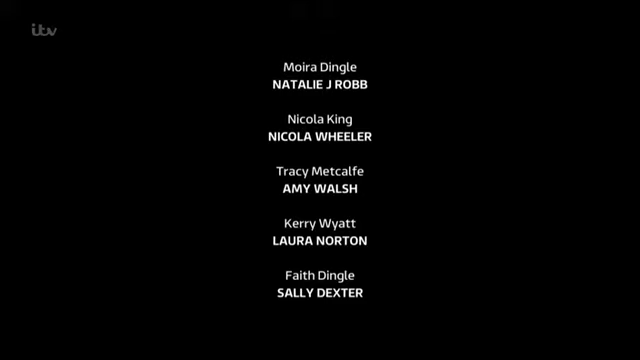 itv
Moira Dingle
NATALIE J ROBB
Nicola King
NICOLA WHEELER
Tracy Metcalfe
AMY WALSH
Kerry Wyatt
LAURA NORTON
Faith Dingle
SALLY DEXTER